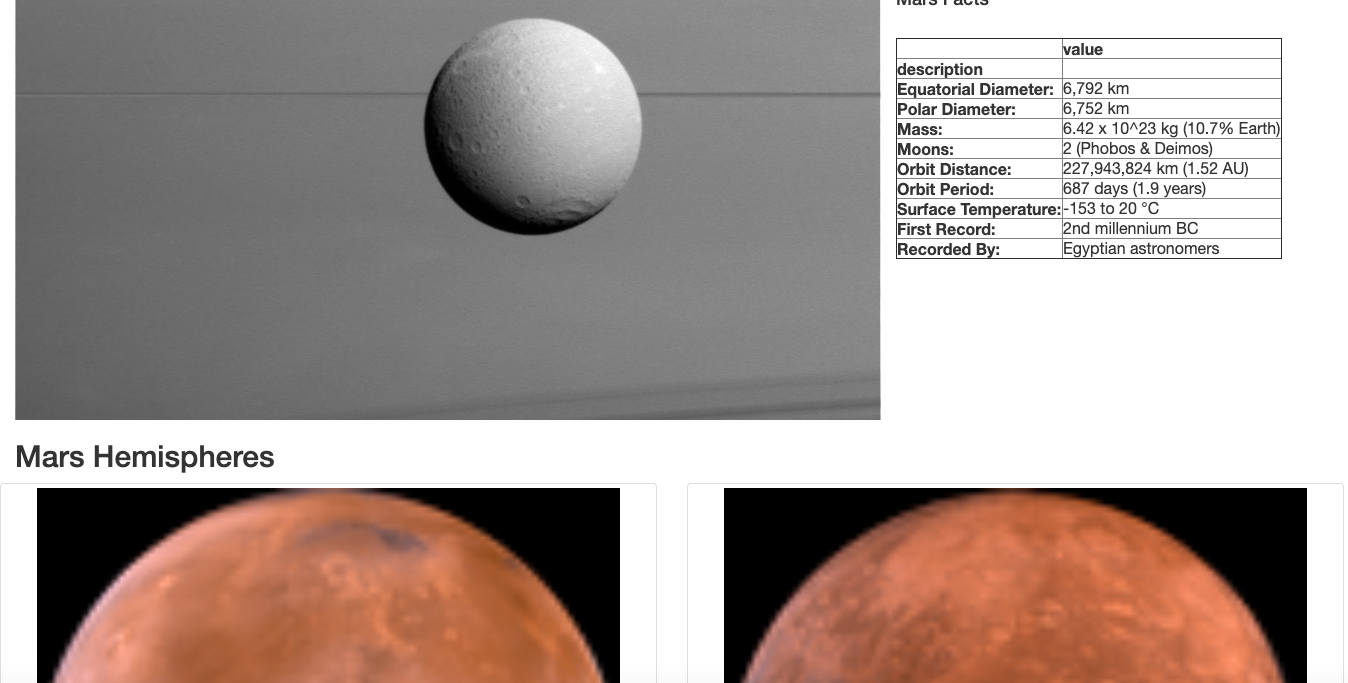 Mars Facts
value
description
Equatorial Diameter: 6,792 km
Polar Diameter: 6,752 km
Mass: 6.42 x 10^23 kg (10.7% Earth)
Moons: 2 (Phobos & Deimos)
Orbit Distance: 227,943,824 km (1.52 AU)
Orbit Period: 687 days (1.9 years)
Surface Temperature: -153 to 20 °C
First Record: 2nd millennium BC
Recorded By: Egyptian astronomers
Mars Hemispheres